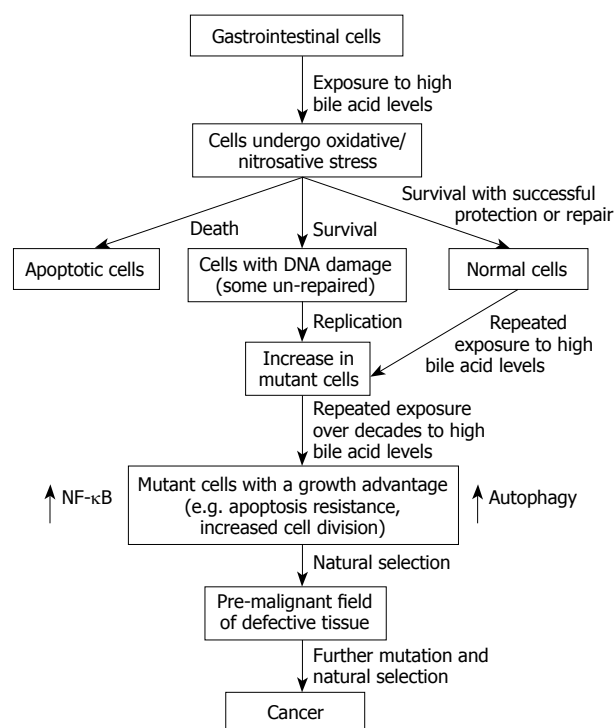 Gastrointestinal cells
Exposure to high
bile acid levels
Cells undergo oxidative/
nitrosative stress
Survival with successful
protection or repair
Death
Survival
Apoptotic cells
Cells with DNA damage
(some un-repaired)
Normal cells
Replication
Repeated
exposure to high
bile acid levels
Increase in
mutant cells
Repeated exposure
over decades to high
bile acid levels
NF-κB
Mutant cells with a growth advantage
(e.g. apoptosis resistance,
increased cell division)
Autophagy
Natural selection
Pre-malignant field
of defective tissue
Further mutation and
natural selection
Cancer